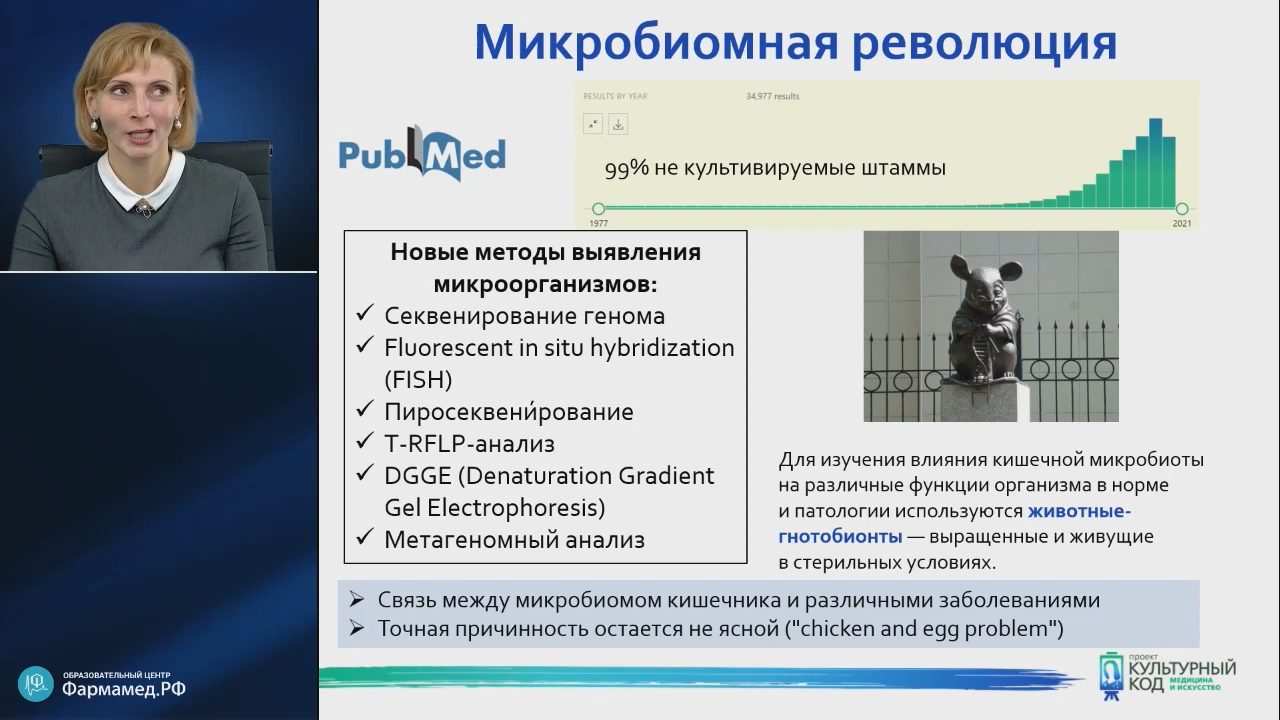 Микробиомная революция
PubMed
RESULTS BY YEAR
34,977 results
99% не культивируемые штаммы
1977
2021
Новые методы выявления
микроорганизмов:
✓ Секвенирование генома
✓ Fluorescent in situ hybridization
(FISH)
✓ Пиросеквени́рование
✓ T-RFLP-анализ
✓ DGGE (Denaturation Gradient
Gel Electrophoresis)
✓ Метагеномный анализ
Для изучения влияния кишечной микробиоты
на различные функции организма в норме
и патологии используются животные-
гнотобионты — выращенные и живущие
в стерильных условиях.
➢ Связь между микробиомом кишечника и различными заболеваниями
➢ Точная причинность остается не ясной ("chicken and egg problem")
ОБРАЗОВАТЕЛЬНЫЙ ЦЕНТР
Фармамед.РФ
проект
КУЛЬТУРНЫЙ
КОД МЕДИЦИНА
И ИСКУССТВО